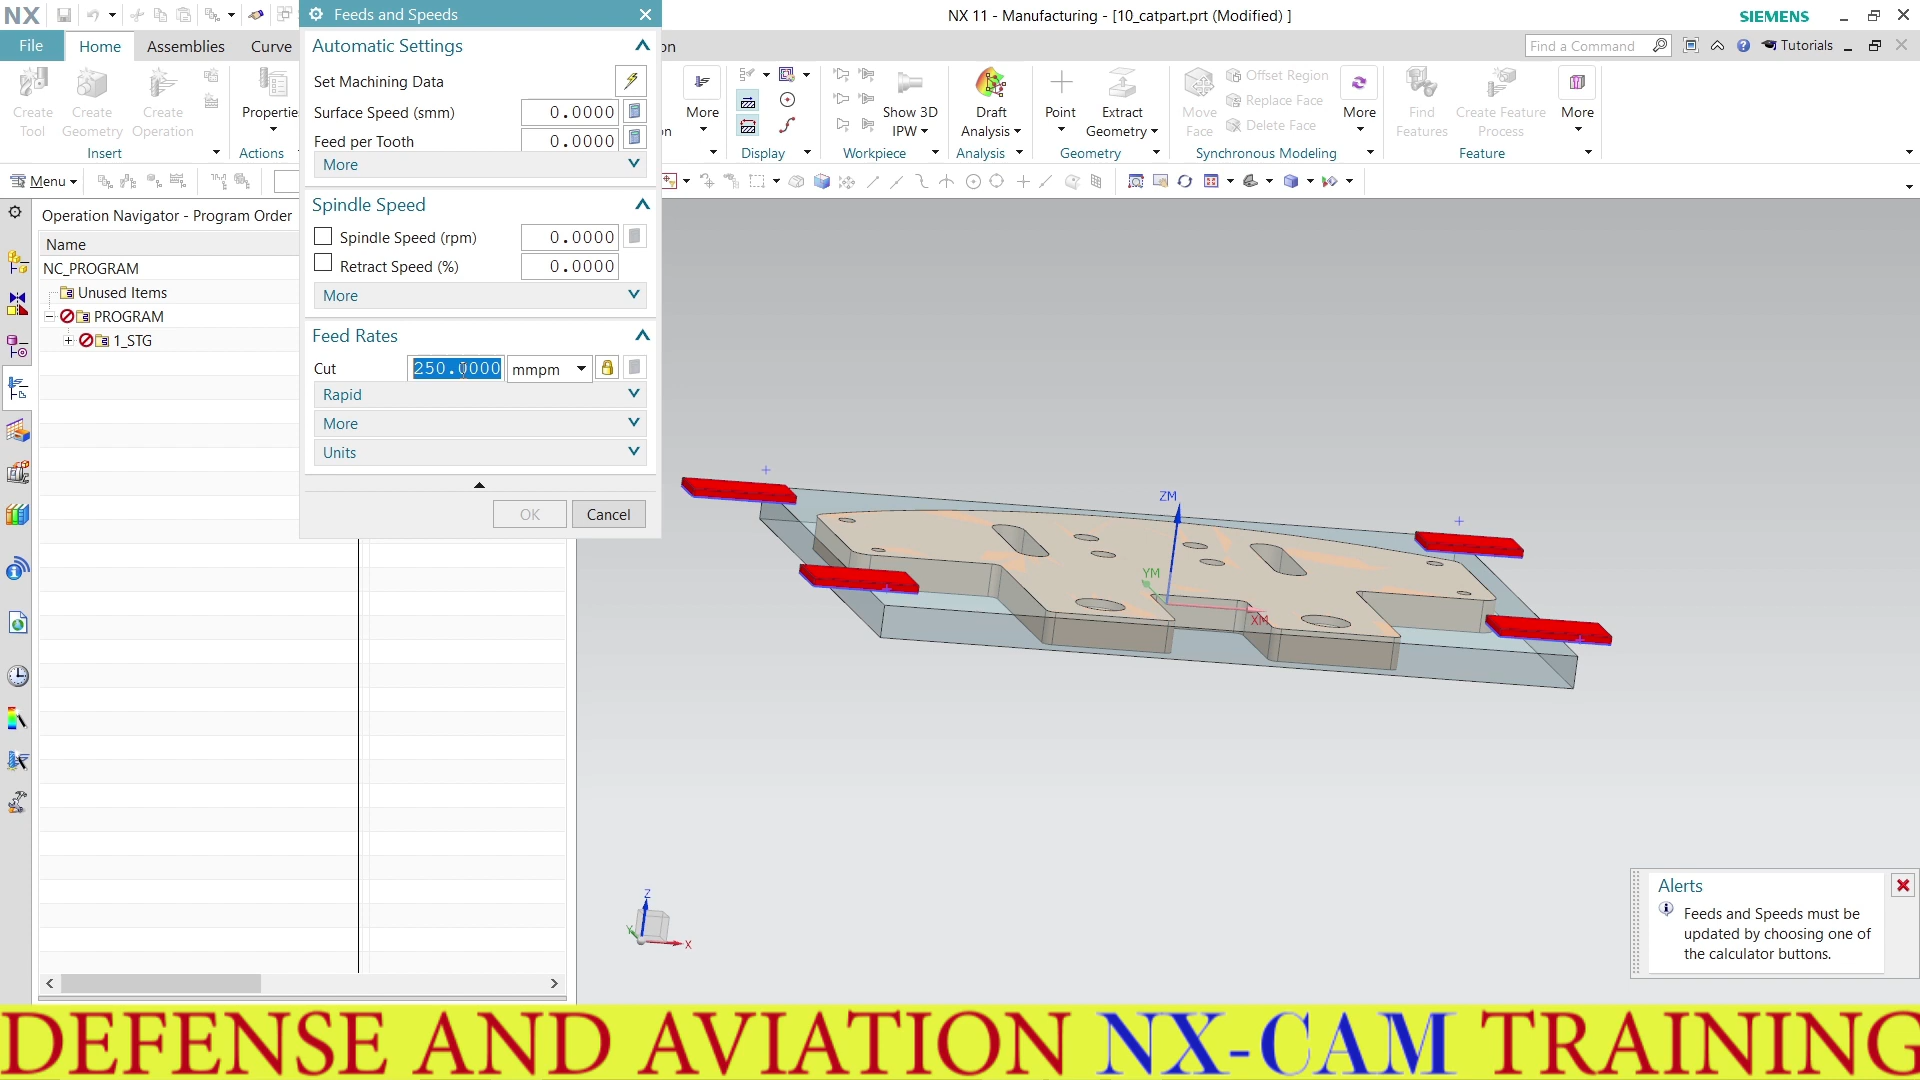 NX
Feeds and Speeds
NX 11 - Manufacturing - [10_catpart.prt (Modified) ]
SIEMENS
File
Home
Assemblies
Curve
on
Find a Command
Tutorials
Create Tool
Create Geometry
Create Operation
Insert
Propertie
Actions
Automatic Settings
Set Machining Data
Surface Speed (smm) 0.0000
Feed per Tooth 0.0000
More
Spindle Speed
Spindle Speed (rpm) 0.0000
Retract Speed (%) 0.0000
More
Feed Rates
Cut 250.0000 mmpm
Rapid
More
Units
OK
Cancel
More
on
Display
Show 3D IPW
Workpiece
Draft Analysis
Analysis
Point
Extract Geometry
Geometry
Move Face
Offset Region
Replace Face
Delete Face
More
Synchronous Modeling
Find Features
Create Feature Process
More
Feature
Menu
Operation Navigator - Program Order
Name
NC_PROGRAM
Unused Items
PROGRAM
1_STG
ZM
YM
XM
Z
Y
X
Alerts
Feeds and Speeds must be
updated by choosing one of
the calculator buttons.
DEFENSE AND AVIATION NX-CAM TRAINING